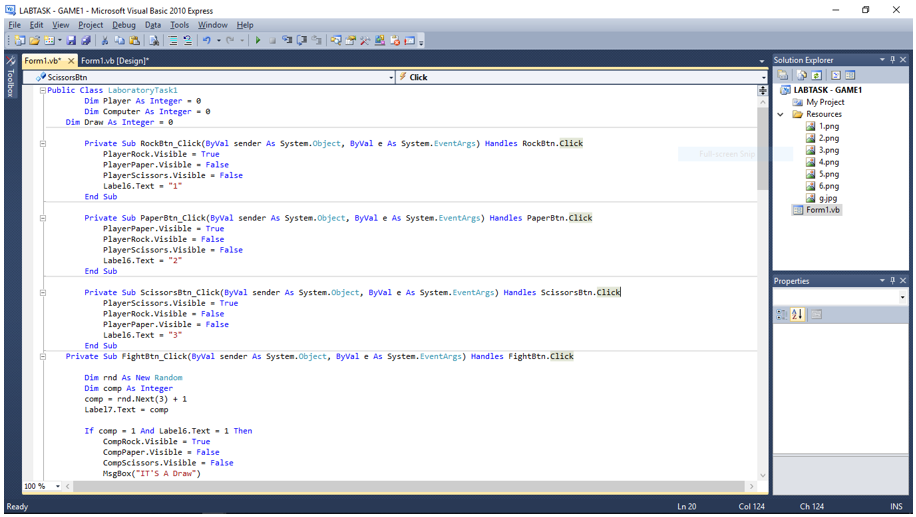 LABTASK - GAME1 - Microsoft Visual Basic 2010 Express
File Edit View Project Debug Data Tools Window Help
Toolbox
Form1.vb* Form1.vb [Design]*
ScissorsBtn Click
Public Class LaboratoryTask1
Dim Player As Integer = 0
Dim Computer As Integer = 0
Dim Draw As Integer = 0
Private Sub RockBtn_Click(ByVal sender As System.Object, ByVal e As System.EventArgs) Handles RockBtn.Click
PlayerRock.Visible = True
PlayerPaper.Visible = False
PlayerScissors.Visible = False
Label6.Text = "1"
End Sub
Private Sub PaperBtn_Click(ByVal sender As System.Object, ByVal e As System.EventArgs) Handles PaperBtn.Click
PlayerPaper.Visible = True
PlayerRock.Visible = False
PlayerScissors.Visible = False
Label6.Text = "2"
End Sub
Private Sub ScissorsBtn_Click(ByVal sender As System.Object, ByVal e As System.EventArgs) Handles ScissorsBtn.Click
PlayerScissors.Visible = True
PlayerRock.Visible = False
PlayerPaper.Visible = False
Label6.Text = "3"
End Sub
Private Sub FightBtn_Click(ByVal sender As System.Object, ByVal e As System.EventArgs) Handles FightBtn.Click
Dim rnd As New Random
Dim comp As Integer
comp = rnd.Next(3) + 1
Label7.Text = comp
If comp = 1 And Label6.Text = 1 Then
CompRock.Visible = True
CompPaper.Visible = False
CompScissors.Visible = False
MsgBox("IT'S A Draw")
100 %
Full-screen Snip
Solution Explorer
LABTASK - GAME1
My Project
Resources
1.png
2.png
3.png
4.png
5.png
6.png
g.jpg
Form1.vb
Properties
Ready Ln 20 Col 124 Ch 124 INS